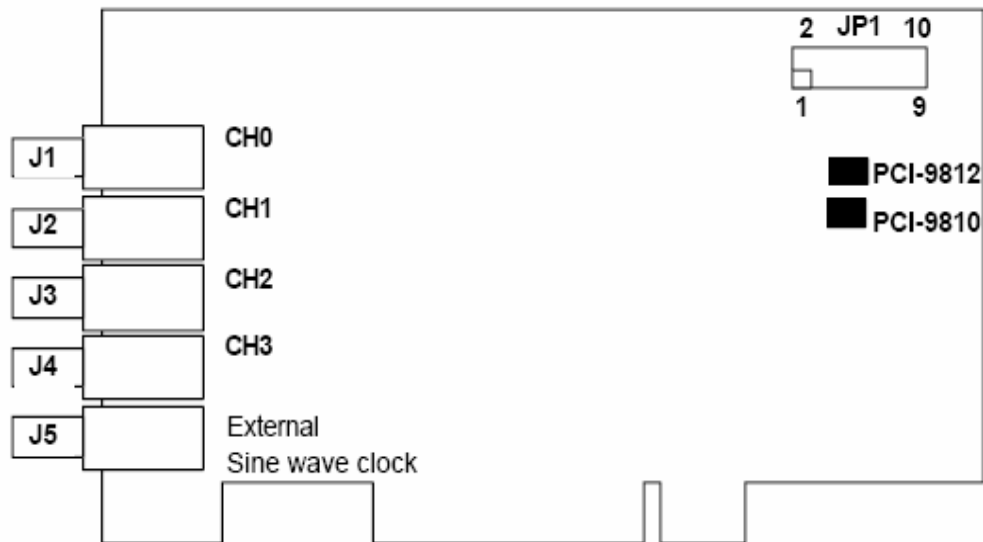 2 JP1 10
1 9
J1 CH0
PCI-9812
J2 CH1
PCI-9810
J3 CH2
J4 CH3
J5 External
Sine wave clock